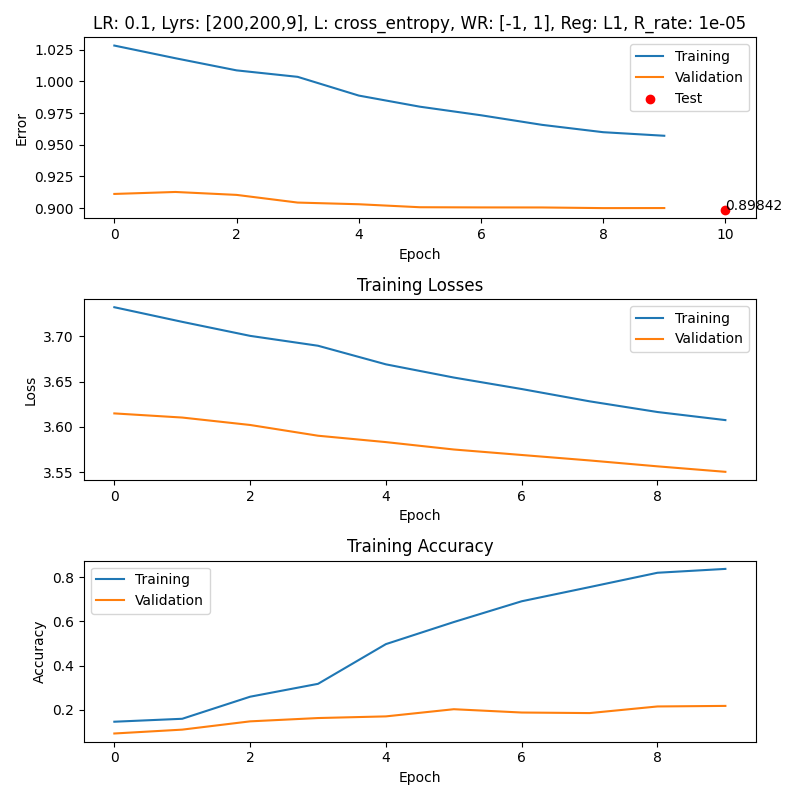 LR: 0.1, Lyrs: [200,200,9], L: cross_entropy, WR: [-1, 1], Reg: L1, R_rate: 1e-05
1.025
1.000
0.975
0.950
0.925
0.900
Error
Training
Validation
Test
0.89842
0 2 4 6 8 10
Epoch
Training Losses
3.70
3.65
3.60
3.55
Loss
Training
Validation
0 2 4 6 8
Epoch
Training Accuracy
0.8
0.6
0.4
0.2
Accuracy
Training
Validation
0 2 4 6 8
Epoch